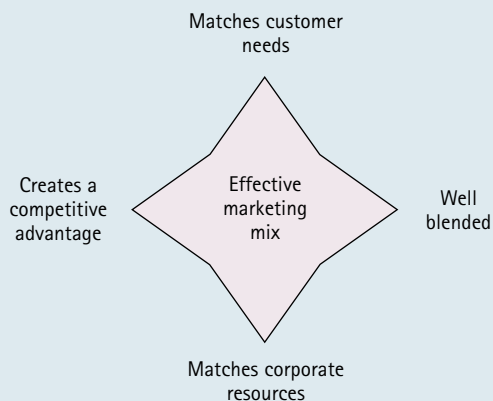 Matches customer
needs
Creates a
competitive
advantage
Effective
marketing
mix
Well
blended
Matches corporate
resources